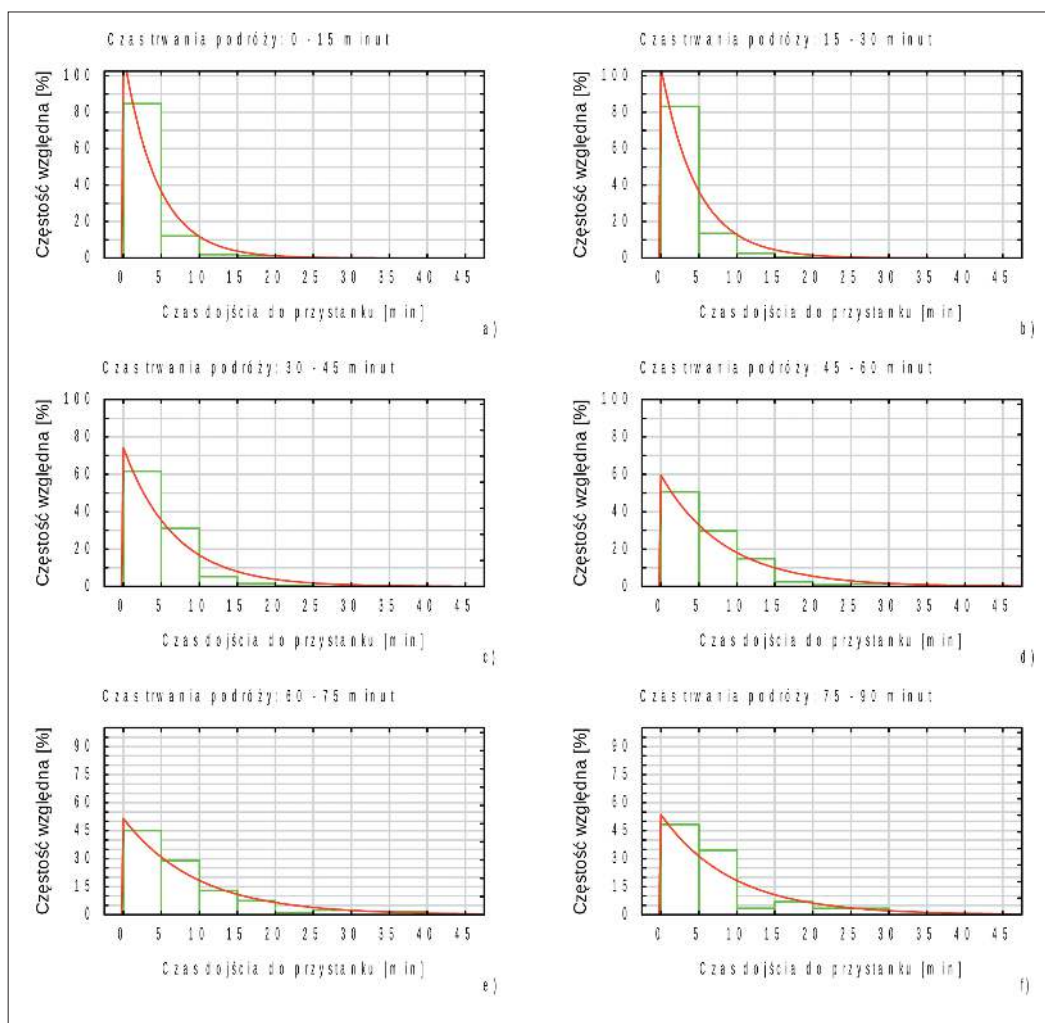 Czas trwania podróży: 0 - 15 minut
Częstość względna [%]
100
80
60
40
20
0
0 5 10 15 20 25 30 35 40 45
Czas dojścia do przystanku [min]
a)
Czas trwania podróży: 15 - 30 minut
Częstość względna [%]
100
80
60
40
20
0
0 5 10 15 20 25 30 35 40 45
Czas dojścia do przystanku [min]
b)
Czas trwania podróży: 30 - 45 minut
Częstość względna [%]
100
80
60
40
20
0
0 5 10 15 20 25 30 35 40 45
Czas dojścia do przystanku [min]
c)
Czas trwania podróży: 45 - 60 minut
Częstość względna [%]
100
80
60
40
20
0
0 5 10 15 20 25 30 35 40 45
Czas dojścia do przystanku [min]
d)
Czas trwania podróży: 60 - 75 minut
Częstość względna [%]
90
75
60
45
30
15
0
0 5 10 15 20 25 30 35 40 45
Czas dojścia do przystanku [min]
e)
Czas trwania podróży: 75 - 90 minut
Częstość względna [%]
90
75
60
45
30
15
0
0 5 10 15 20 25 30 35 40 45
Czas dojścia do przystanku [min]
f)